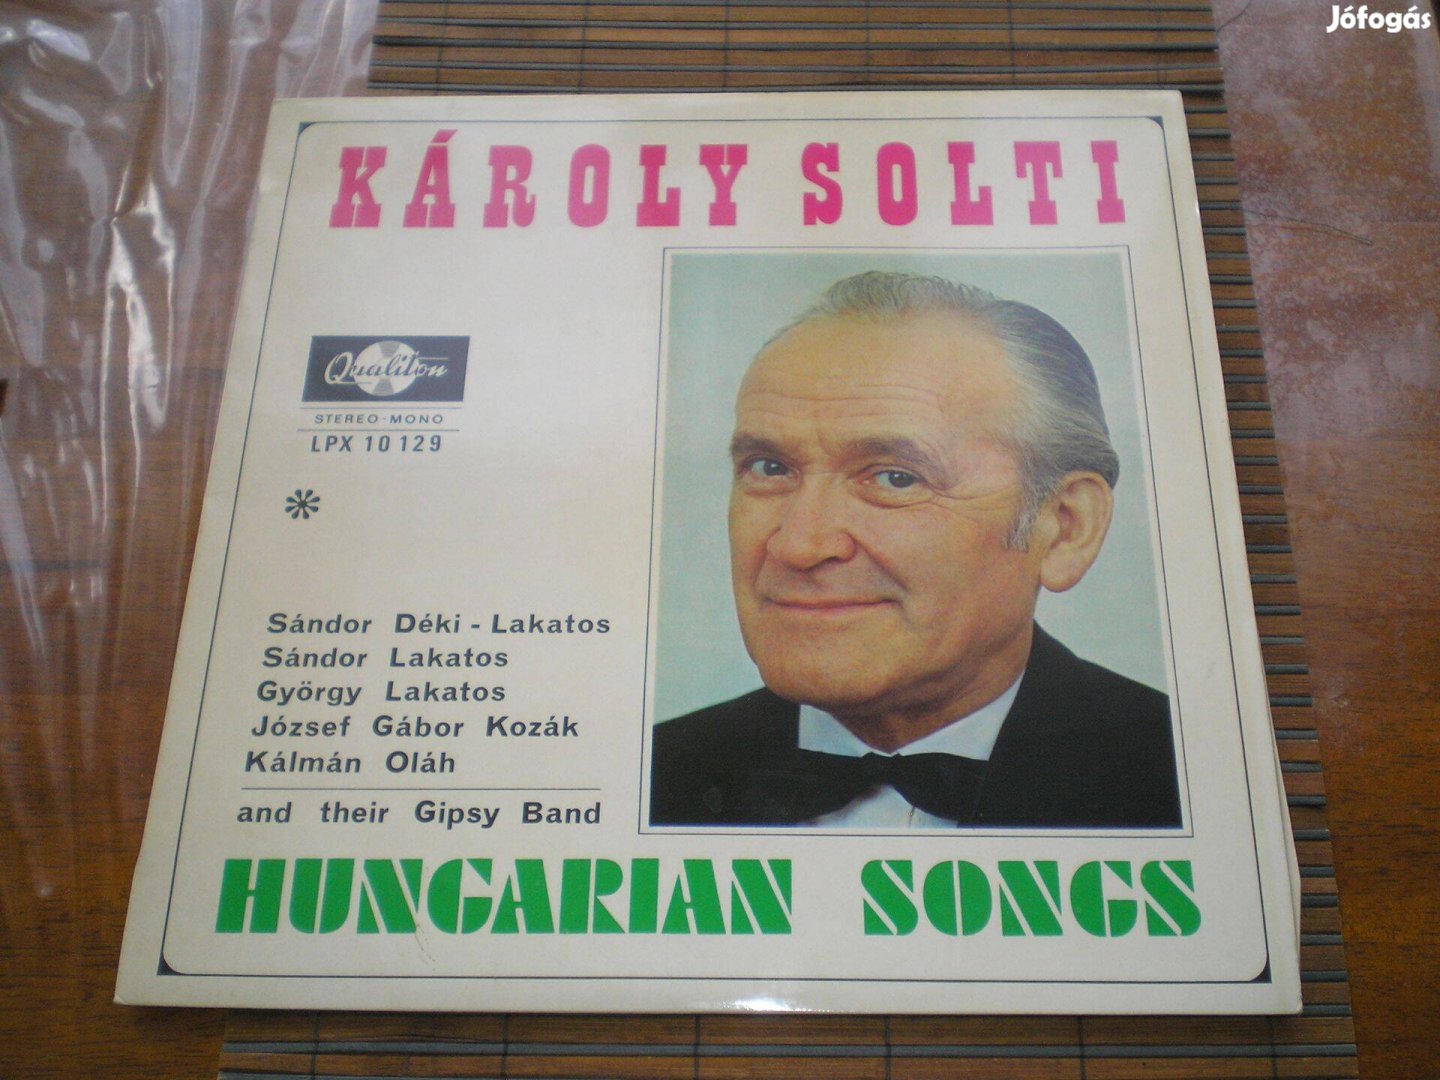 Jófogás
KÁROLY SOLTI
Qualiton
STEREO-MONO
LPX 10 129
*
Sándor Déki - Lakatos
Sándor Lakatos
György Lakatos
József Gábor Kozák
Kálmán Oláh
and their Gipsy Band
HUNGARIAN SONGS